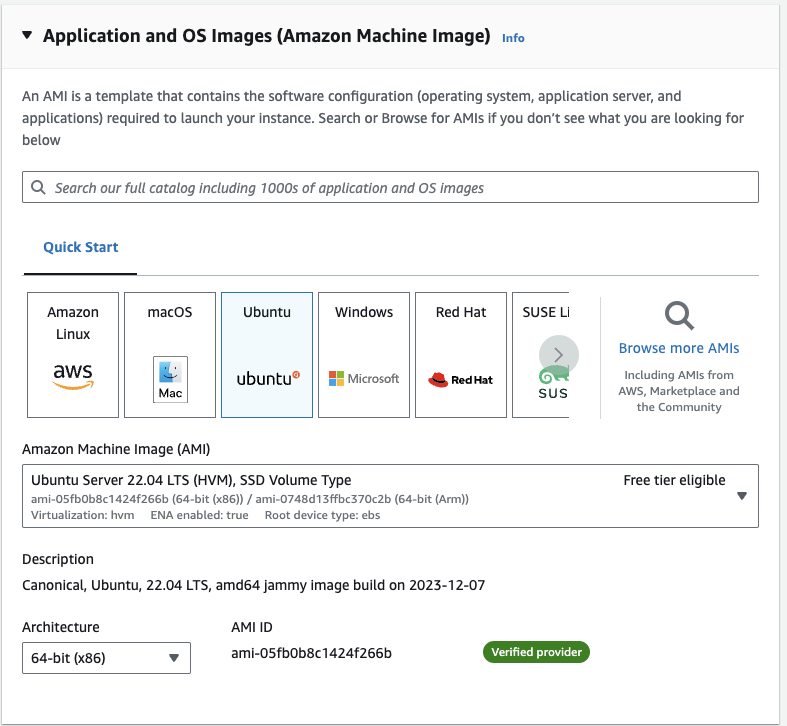 Application and OS Images (Amazon Machine Image) Info
An AMI is a template that contains the software configuration (operating system, application server, and
applications) required to launch your instance. Search or Browse for AMIs if you don’t see what you are looking for
below
Search our full catalog including 1000s of application and OS images
Quick Start
Amazon
Linux
aws
macOS
Mac
Ubuntu
ubuntu
Windows
Microsoft
Red Hat
Red Hat
SUSE Li
SUS
Browse more AMIs
Including AMIs from
AWS, Marketplace and
the Community
Amazon Machine Image (AMI)
Ubuntu Server 22.04 LTS (HVM), SSD Volume Type Free tier eligible
ami-05fb0b8c1424f266b (64-bit (x86)) / ami-0748d13ffbc370c2b (64-bit (Arm))
Virtualization: hvm ENA enabled: true Root device type: ebs
Description
Canonical, Ubuntu, 22.04 LTS, amd64 jammy image build on 2023-12-07
Architecture AMI ID
64-bit (x86) ami-05fb0b8c1424f266b Verified provider